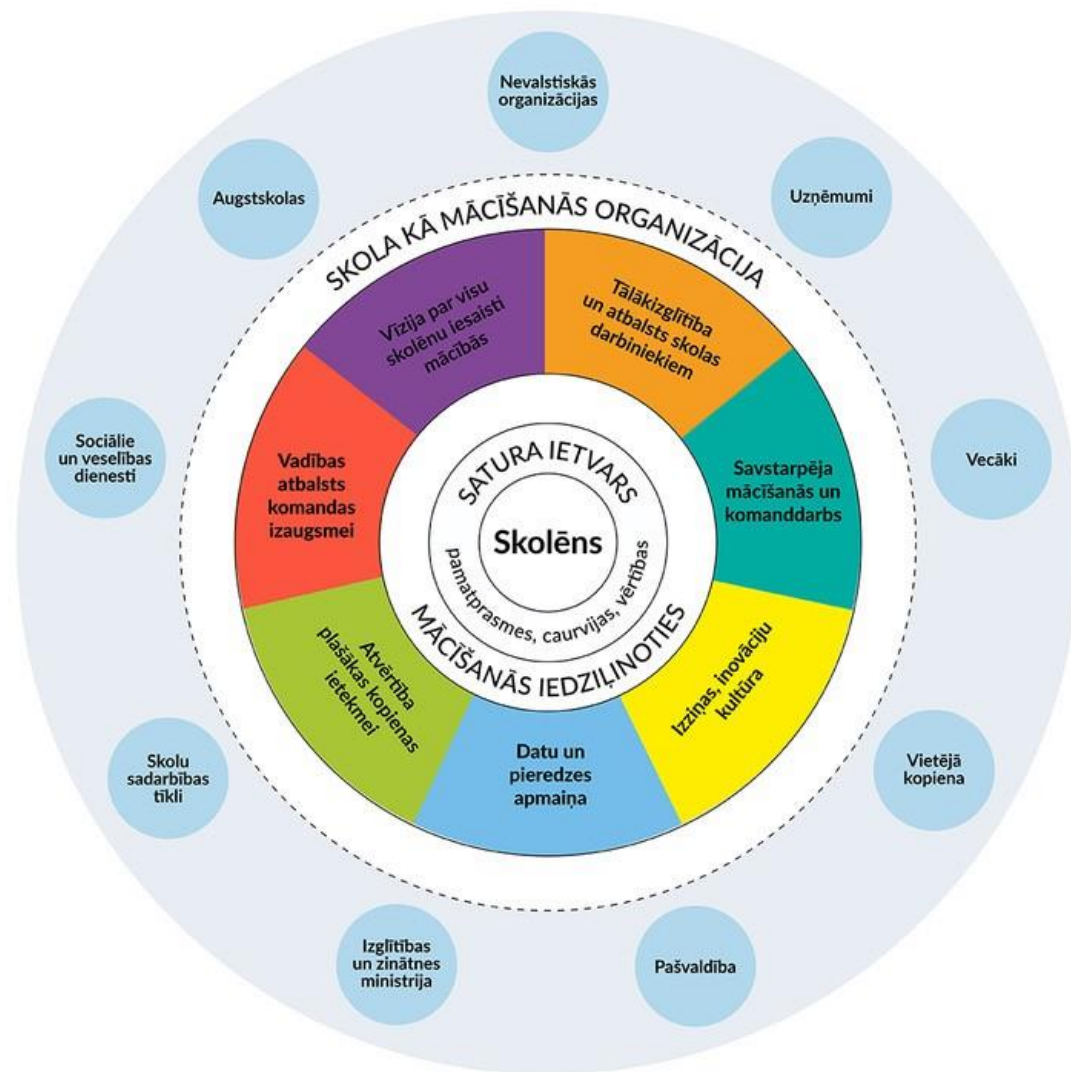 Nevalstiskās
organizācijas
Augstskolas
Uzņēmumi
SKOLA KĀ MĀCĪŠANĀS ORGANIZĀCIJA
Vīzija par visu
skolēnu iesaisti
mācībās
Tālākizglītība
un atbalsts skolas
darbiniekiem
Sociālie
un veselības
dienesti
Vadības
atbalsts
komandas
izaugsmei
SATURA IETVARS
Skolēns
pamatprasmes, caurvijas, vērtības
MĀCĪŠANĀS IEDZIĻINOTIES
Savstarpēja
mācīšanās un
komanddarbs
Vecāki
Atvērtība
plašākas kopienas
ietekmei
Datu un
pieredzes
apmaiņa
Izziņas, inovāciju
kultūra
Skolu
sadarbības
tīkli
Vietējā
kopiena
Izglītības
un zinātnes
ministrija
Pašvaldība